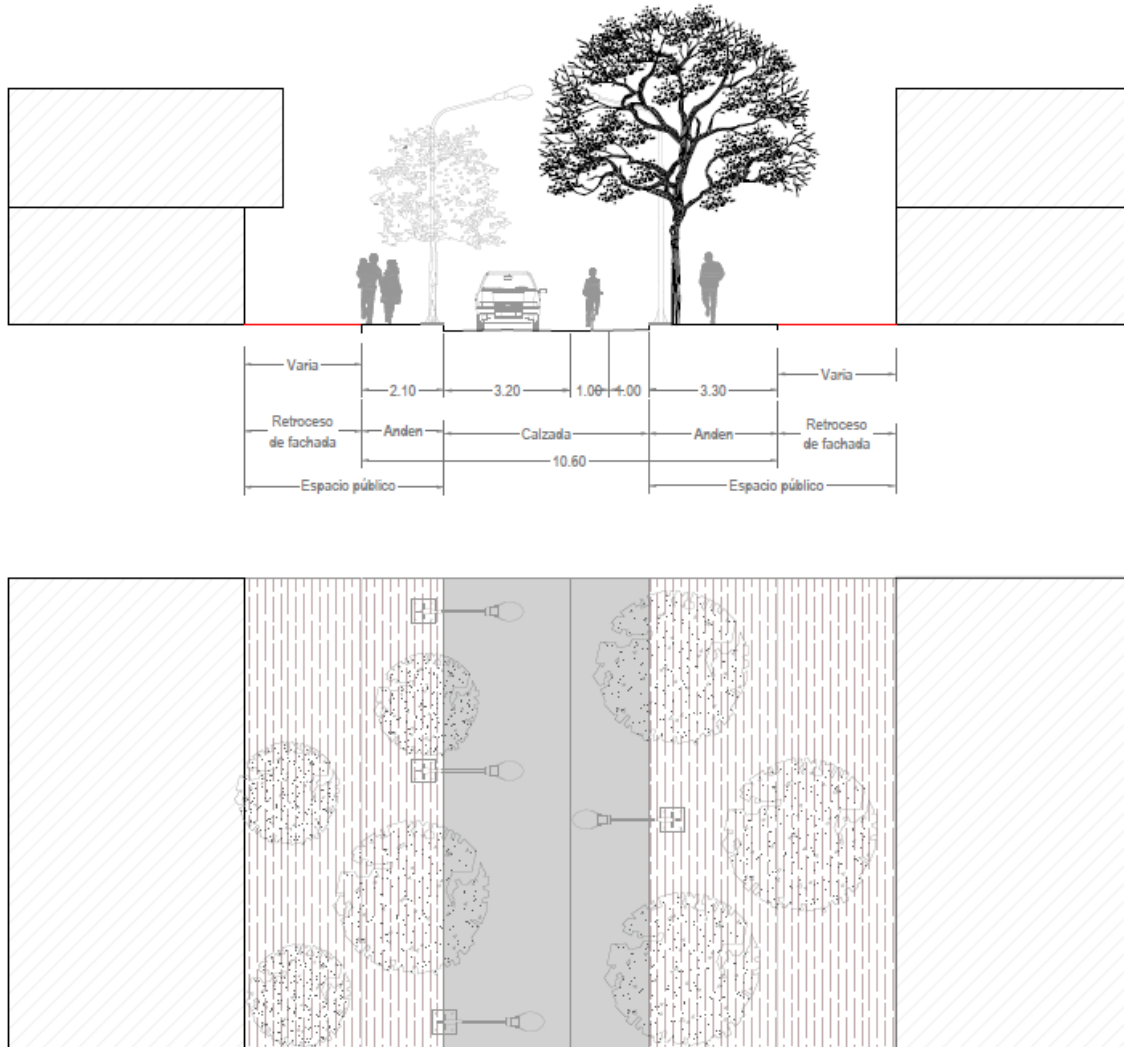 Varia
2.10
3.20
1.00
1.00
3.30
Varia
Retroceso
de fachada
Anden
Calzada
Anden
Retroceso
de fachada
10.60
Espacio público
Espacio público